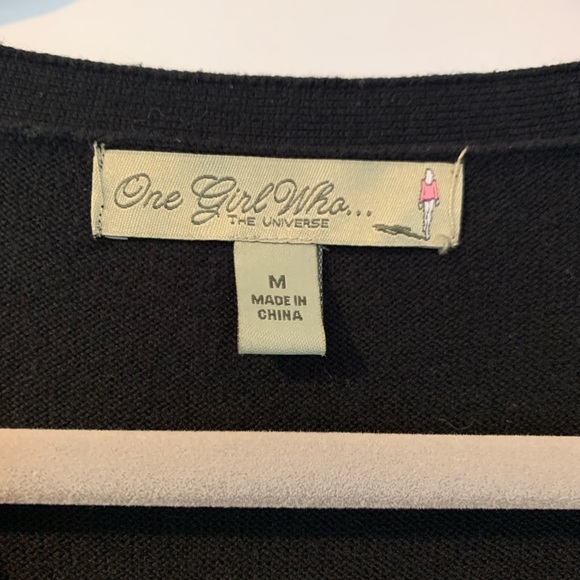 One Girl Who...
THE UNIVERSE
M
MADE IN
CHINA